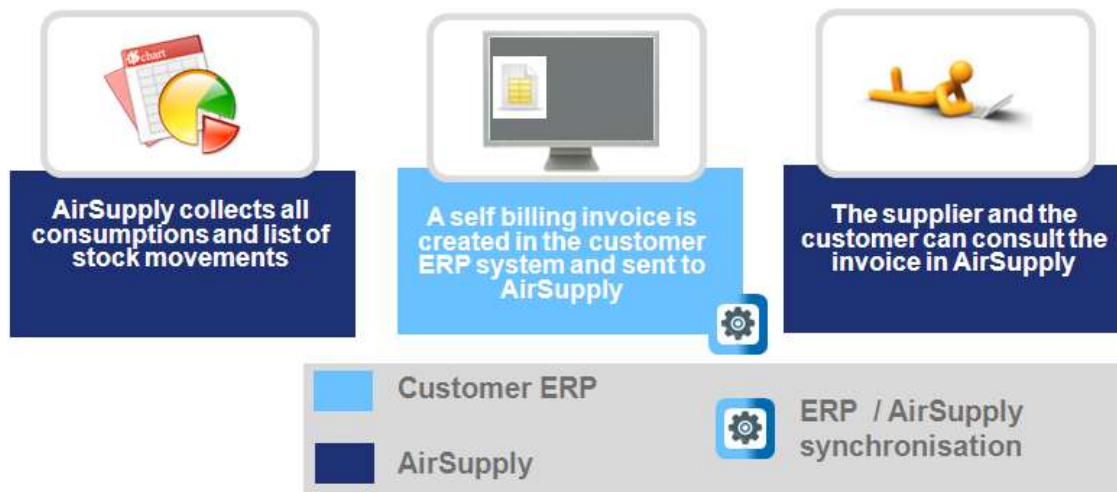 chart
AirSupply collects all
consumptions and list of
stock movements
A self billing invoice is
created in the customer
ERP system and sent to
AirSupply
The supplier and the
customer can consult the
invoice in AirSupply
Customer ERP
AirSupply
ERP / AirSupply
synchronisation